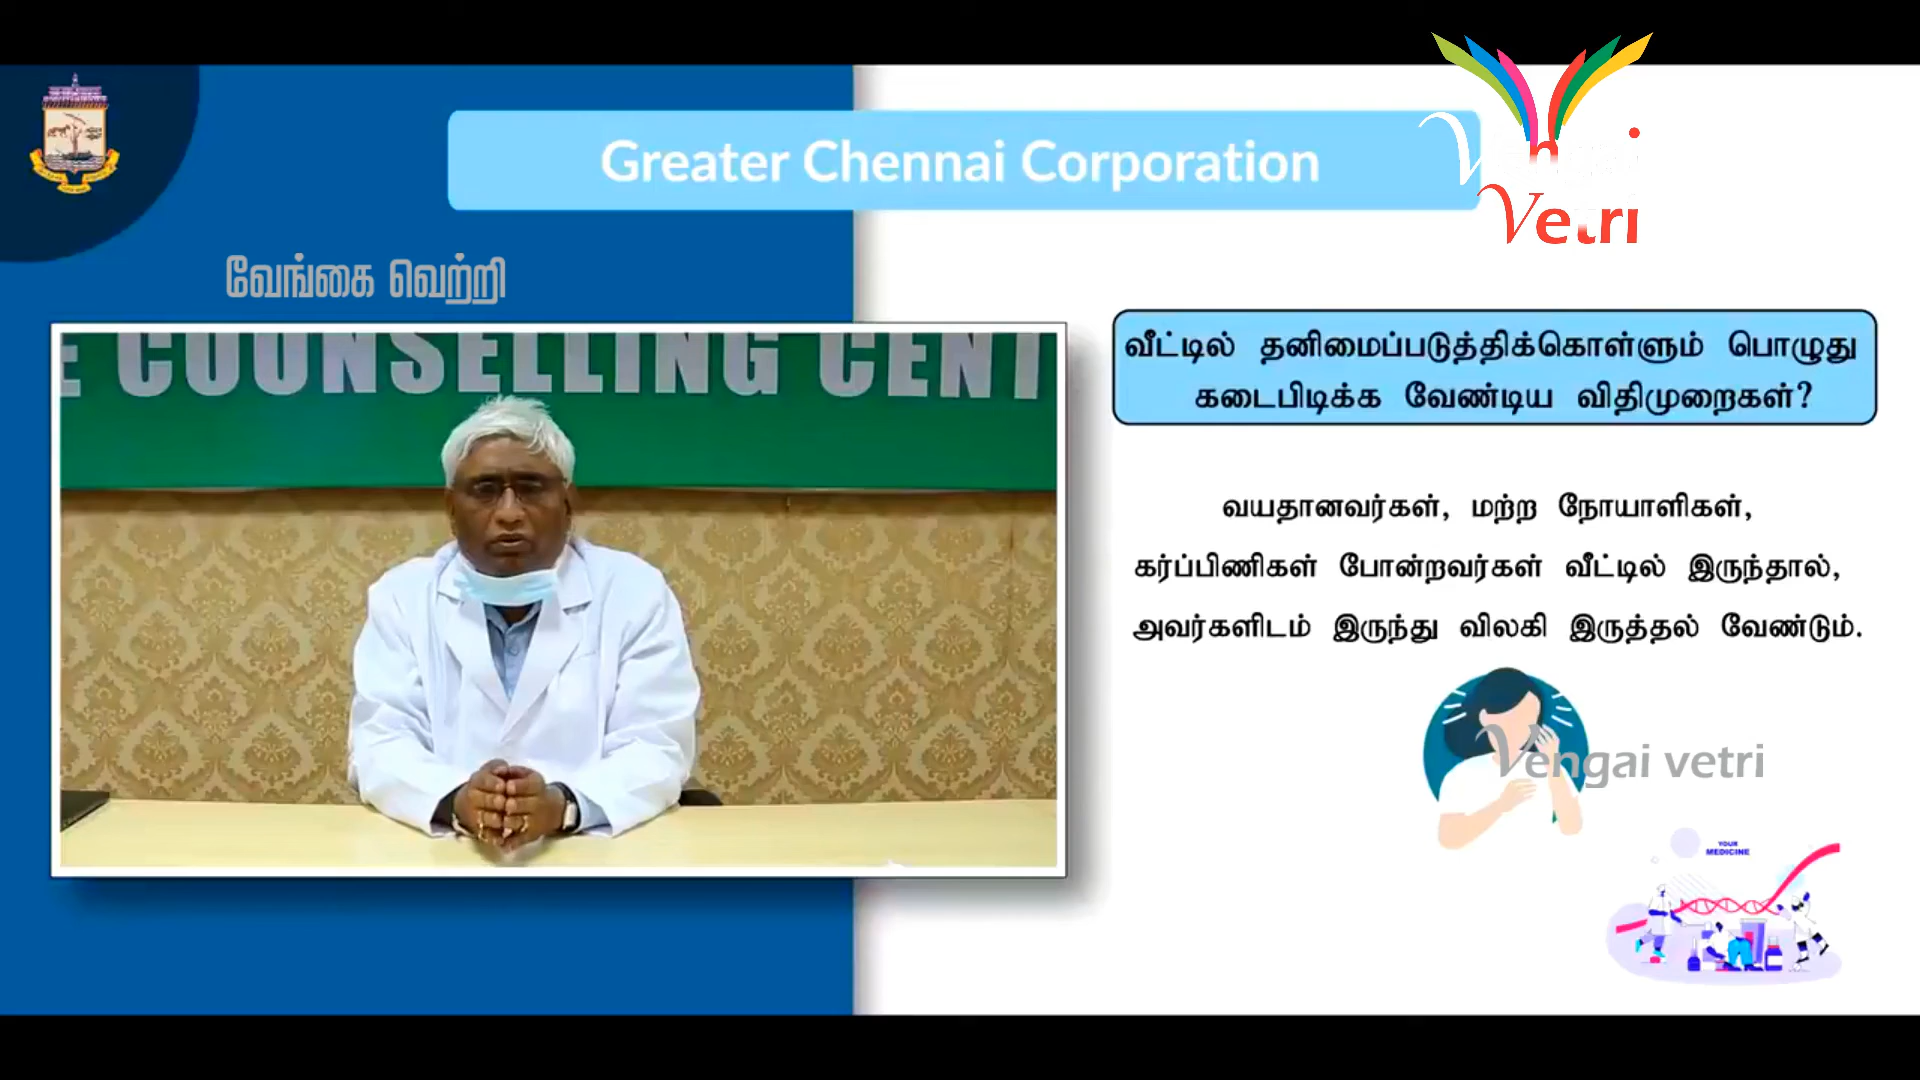 Greater Chennai Corporation
Vengai
Vetri
வேங்கை வெற்றி
E COUNSELLING CENT
வீட்டில் தனிமைப்படுத்திக்கொள்ளும் பொழுது
கடைபிடிக்க வேண்டிய விதிமுறைகள்?
வயதானவர்கள், மற்ற நோயாளிகள்,
கர்ப்பிணிகள் போன்றவர்கள் வீட்டில் இருந்தால்,
அவர்களிடம் இருந்து விலகி இருத்தல் வேண்டும்.
Vengai vetri
YOUR
MEDICINE